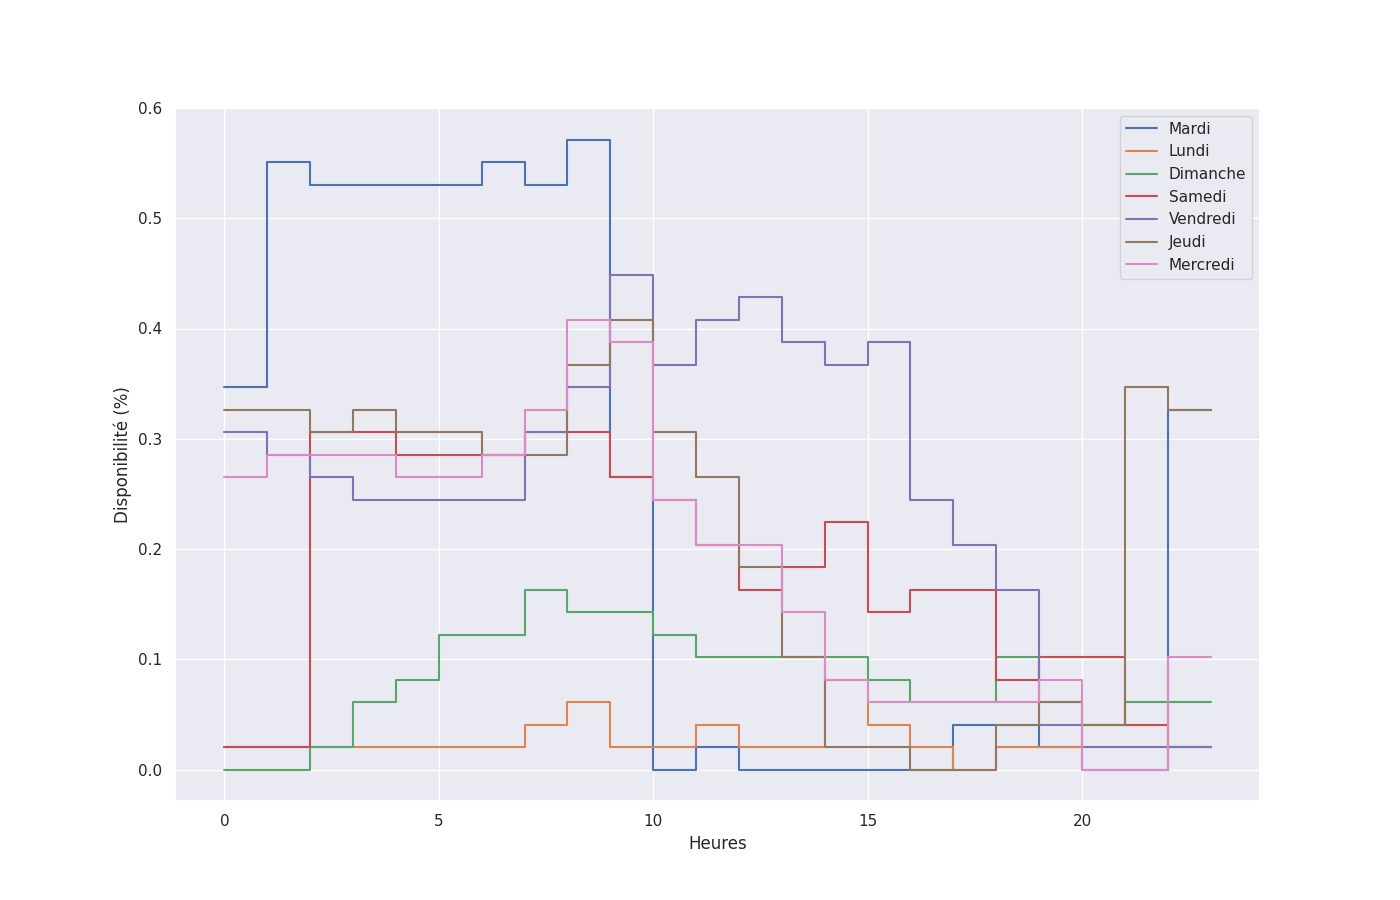 0.6
0.5
0.4
0.3
0.2
0.1
0.0
Disponibilité (%)
0 5 10 15 20
Heures
Mardi
Lundi
Dimanche
Samedi
Vendredi
Jeudi
Mercredi